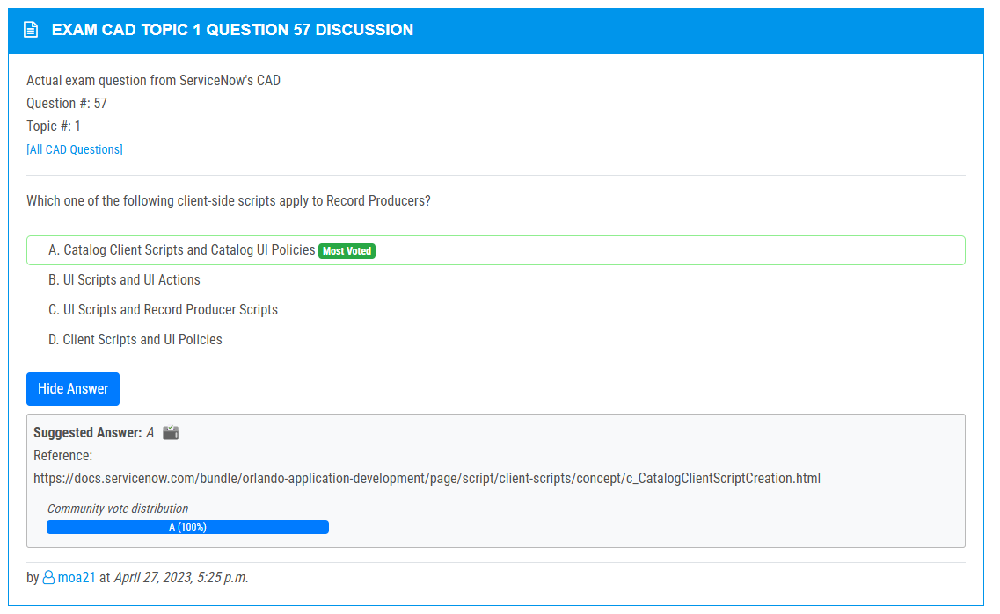 EXAM CAD TOPIC 1 QUESTION 57 DISCUSSION
Actual exam question from ServiceNow's CAD
Question #: 57
Topic #: 1
[All CAD Questions]
Which one of the following client-side scripts apply to Record Producers?
A. Catalog Client Scripts and Catalog UI Policies Most Voted
B. UI Scripts and UI Actions
C. UI Scripts and Record Producer Scripts
D. Client Scripts and UI Policies
Hide Answer
Suggested Answer: A
Reference:
https://docs.servicenow.com/bundle/orlando-application-development/page/script/client-scripts/concept/c_CatalogClientScriptCreation.html
Community vote distribution
A (100%)
by moa21 at April 27, 2023, 5:25 p.m.